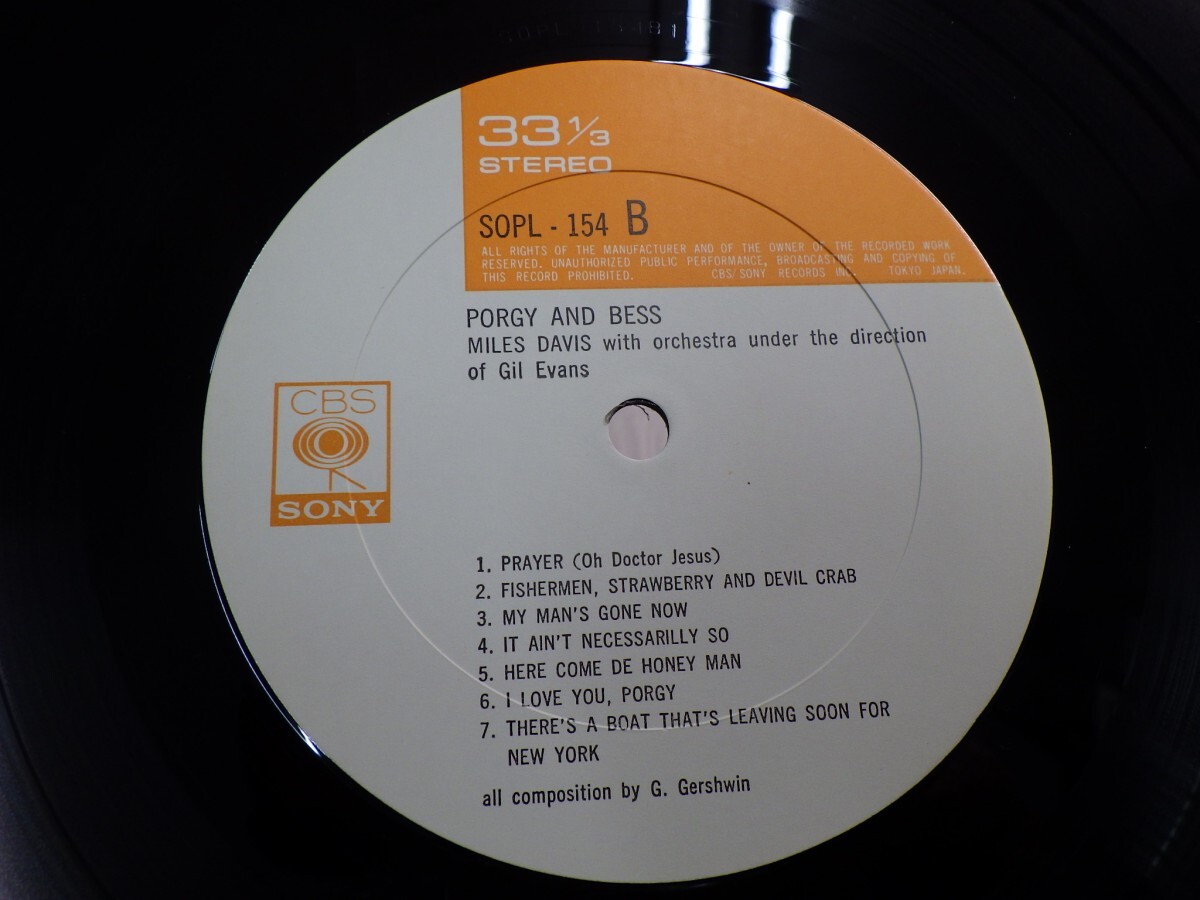 33 1/3
STEREO
SOPL - 154 B
ALL RIGHTS OF THE MANUFACTURER AND OF THE OWNER OF THE RECORDED WORK
RESERVED. UNAUTHORIZED PUBLIC PERFORMANCE, BROADCASTING AND COPYING OF
THIS RECORD PROHIBITED. CBS/SONY RECORDS INC. TOKYO JAPAN.
PORGY AND BESS
MILES DAVIS with orchestra under the direction
of Gil Evans
CBS
SONY
1. PRAYER (Oh Doctor Jesus)
2. FISHERMEN, STRAWBERRY AND DEVIL CRAB
3. MY MAN'S GONE NOW
4. IT AIN'T NECESSARILLY SO
5. HERE COME DE HONEY MAN
6. I LOVE YOU, PORGY
7. THERE'S A BOAT THAT'S LEAVING SOON FOR
NEW YORK
all composition by G. Gershwin